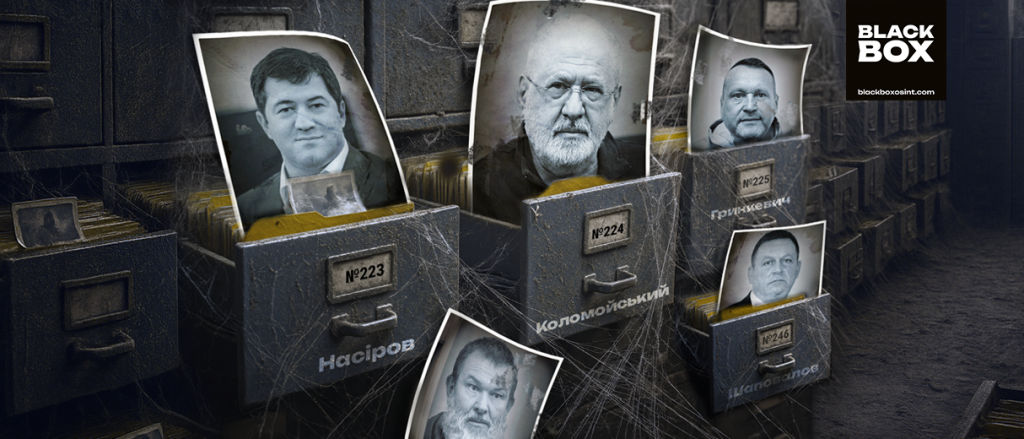 BLACK
BOX
blackboxosint.com
№223
Насіров
№224
Коломойський
№225
Гринкевич
№246
Шаповалов